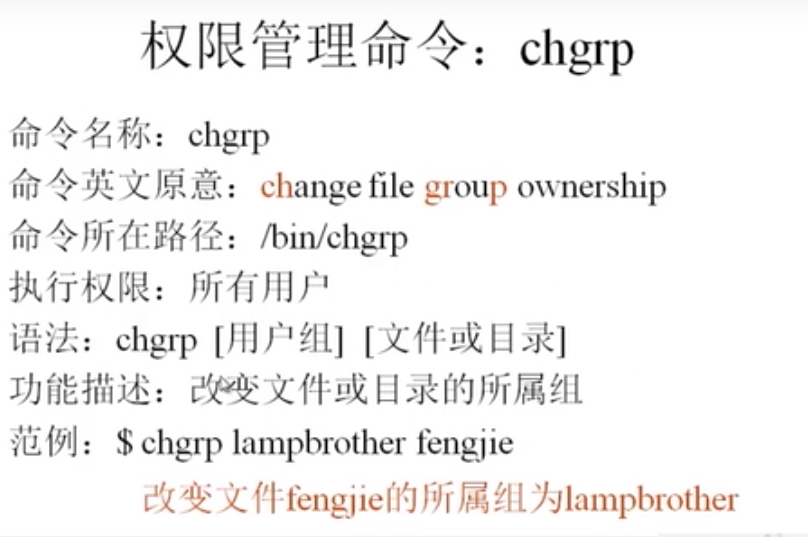 权限管理命令：chgrp
命令名称：chgrp
命令英文原意：change file group ownership
命令所在路径：/bin/chgrp
执行权限：所有用户
语法：chgrp [用户组] [文件或目录]
功能描述：改变文件或目录的所属组
范例：$ chgrp lampbrother fengjie
改变文件fengjie的所属组为lampbrother